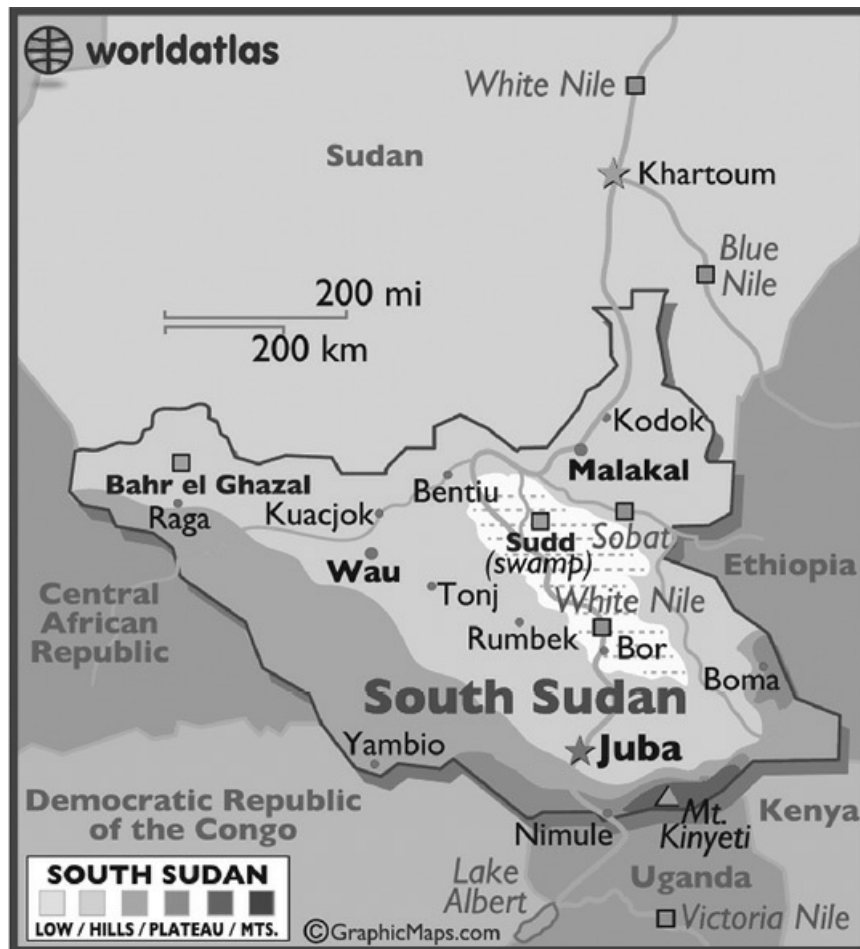 worldatlas
White Nile
Sudan
Khartoum
Blue
Nile
200 mi
200 km
Kodok
Malakal
Bahr el Ghazal
Bentiu
Raga
Kuacjok
Sudd
(swamp)
Sobat
Wau
Ethiopia
Central
African
Republic
Tonj
White Nile
Rumbek
Bor
Boma
South Sudan
Juba
Yambio
Democratic Republic
of the Congo
Mt.
Kinyeti
Kenya
Nimule
Lake
Albert
Uganda
Victoria Nile
SOUTH SUDAN
LOW / HILLS / PLATEAU / MTS.
©GraphicMaps.com